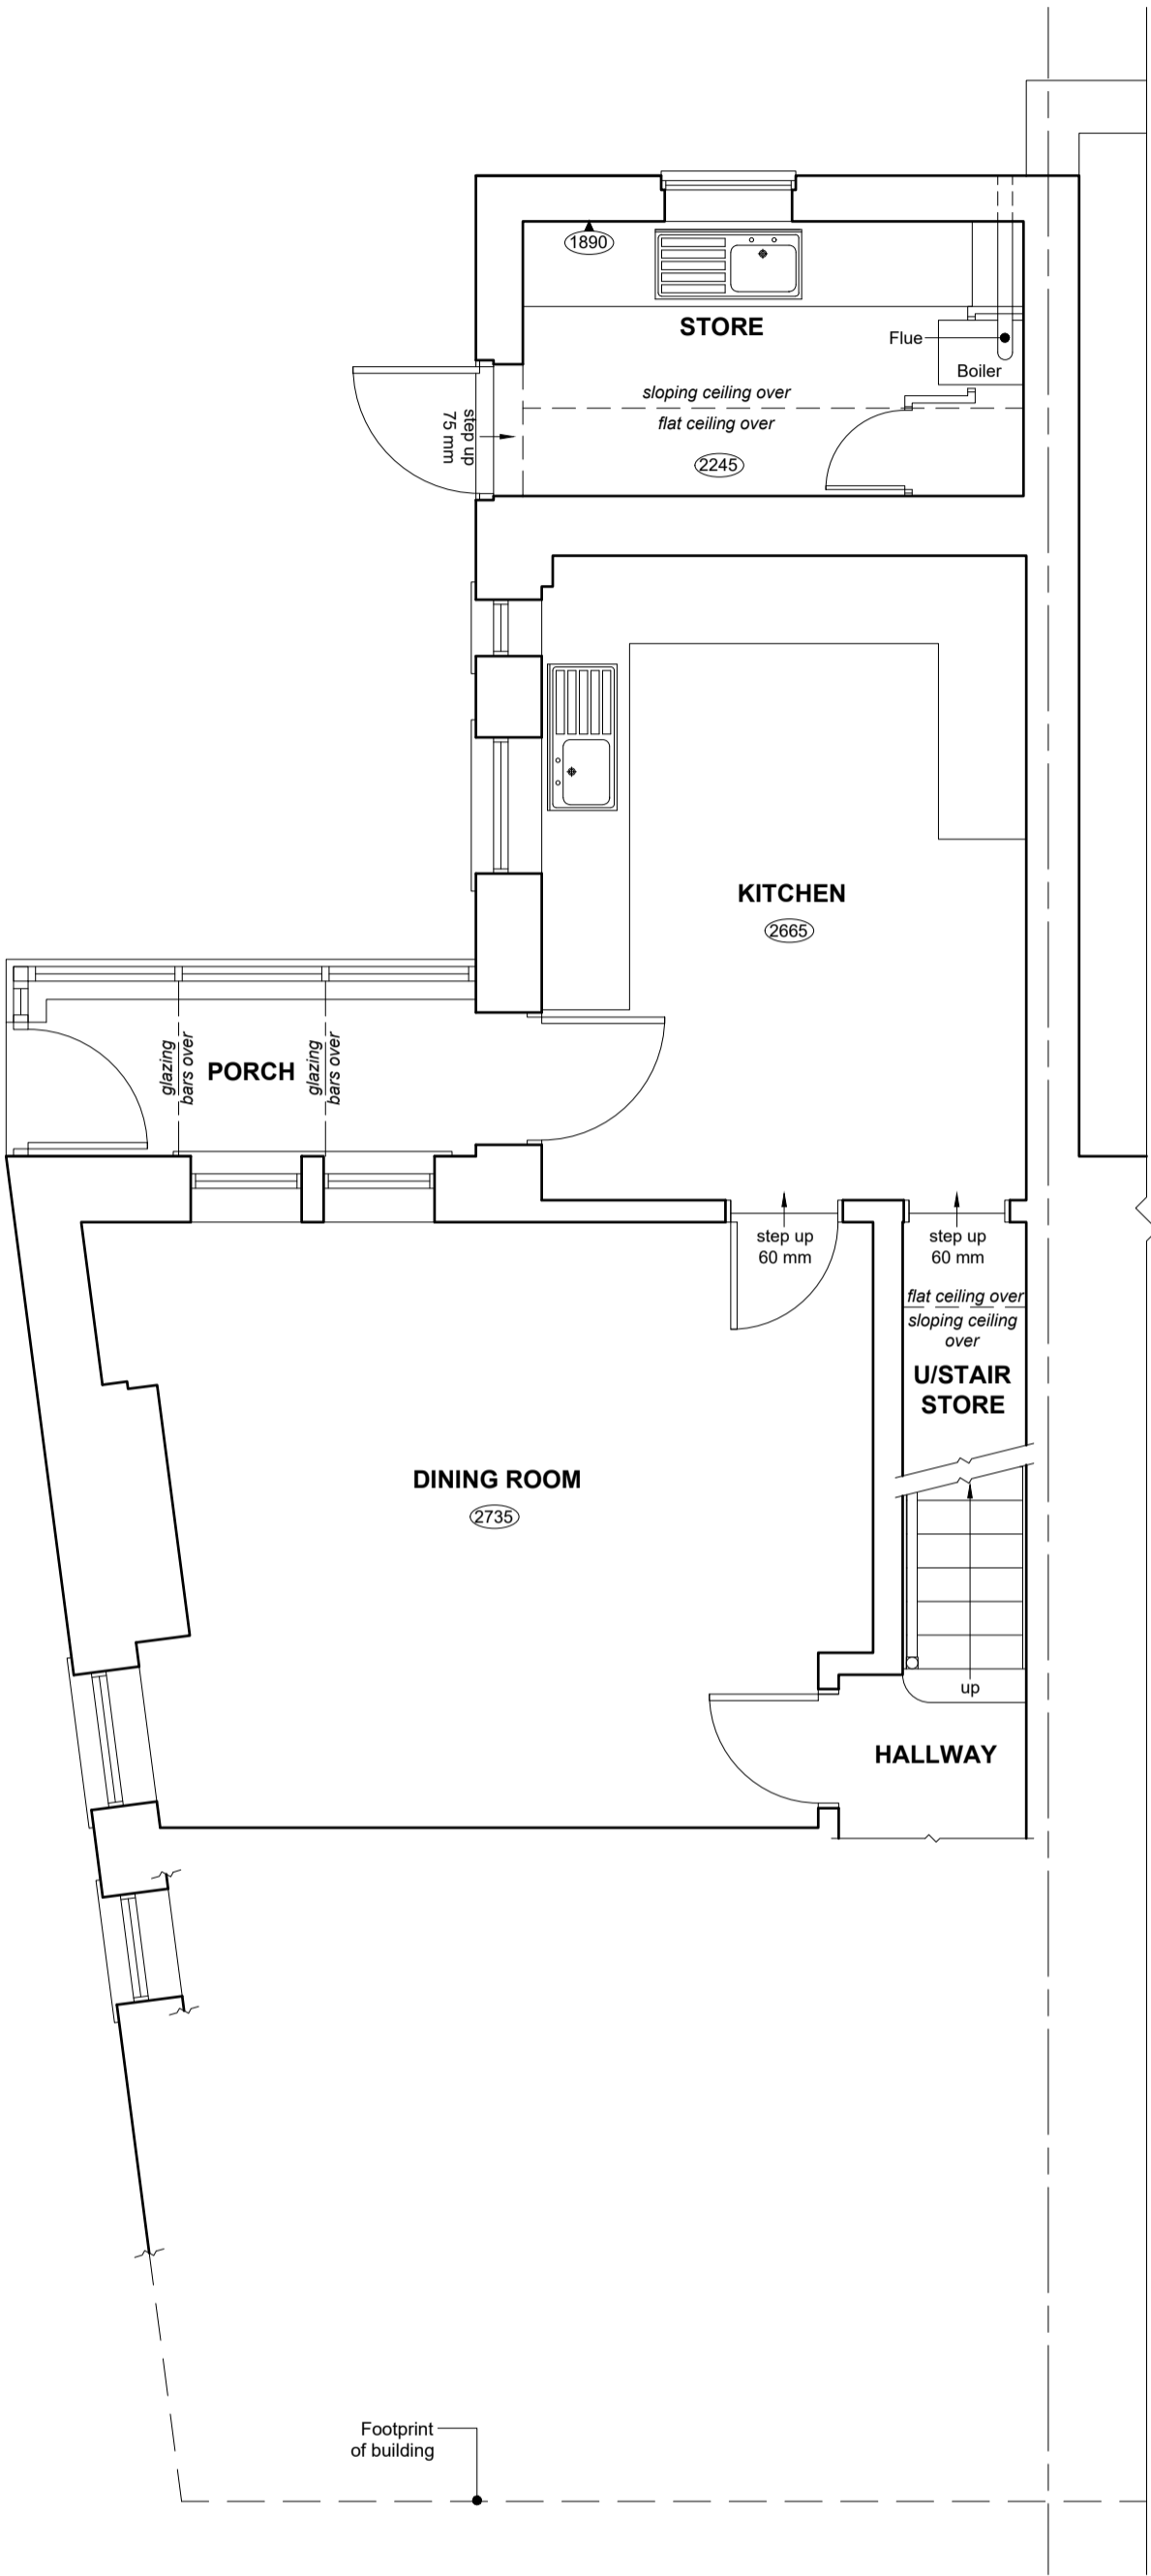 1890
STORE
Flue
Boiler
sloping ceiling over
flat ceiling over
step up
75 mm
2245
KITCHEN
2665
glazing
bars over
PORCH
glazing
bars over
step up
60 mm
step up
60 mm
flat ceiling over
sloping ceiling
over
U/STAIR
STORE
DINING ROOM
2735
up
HALLWAY
Footprint
of building